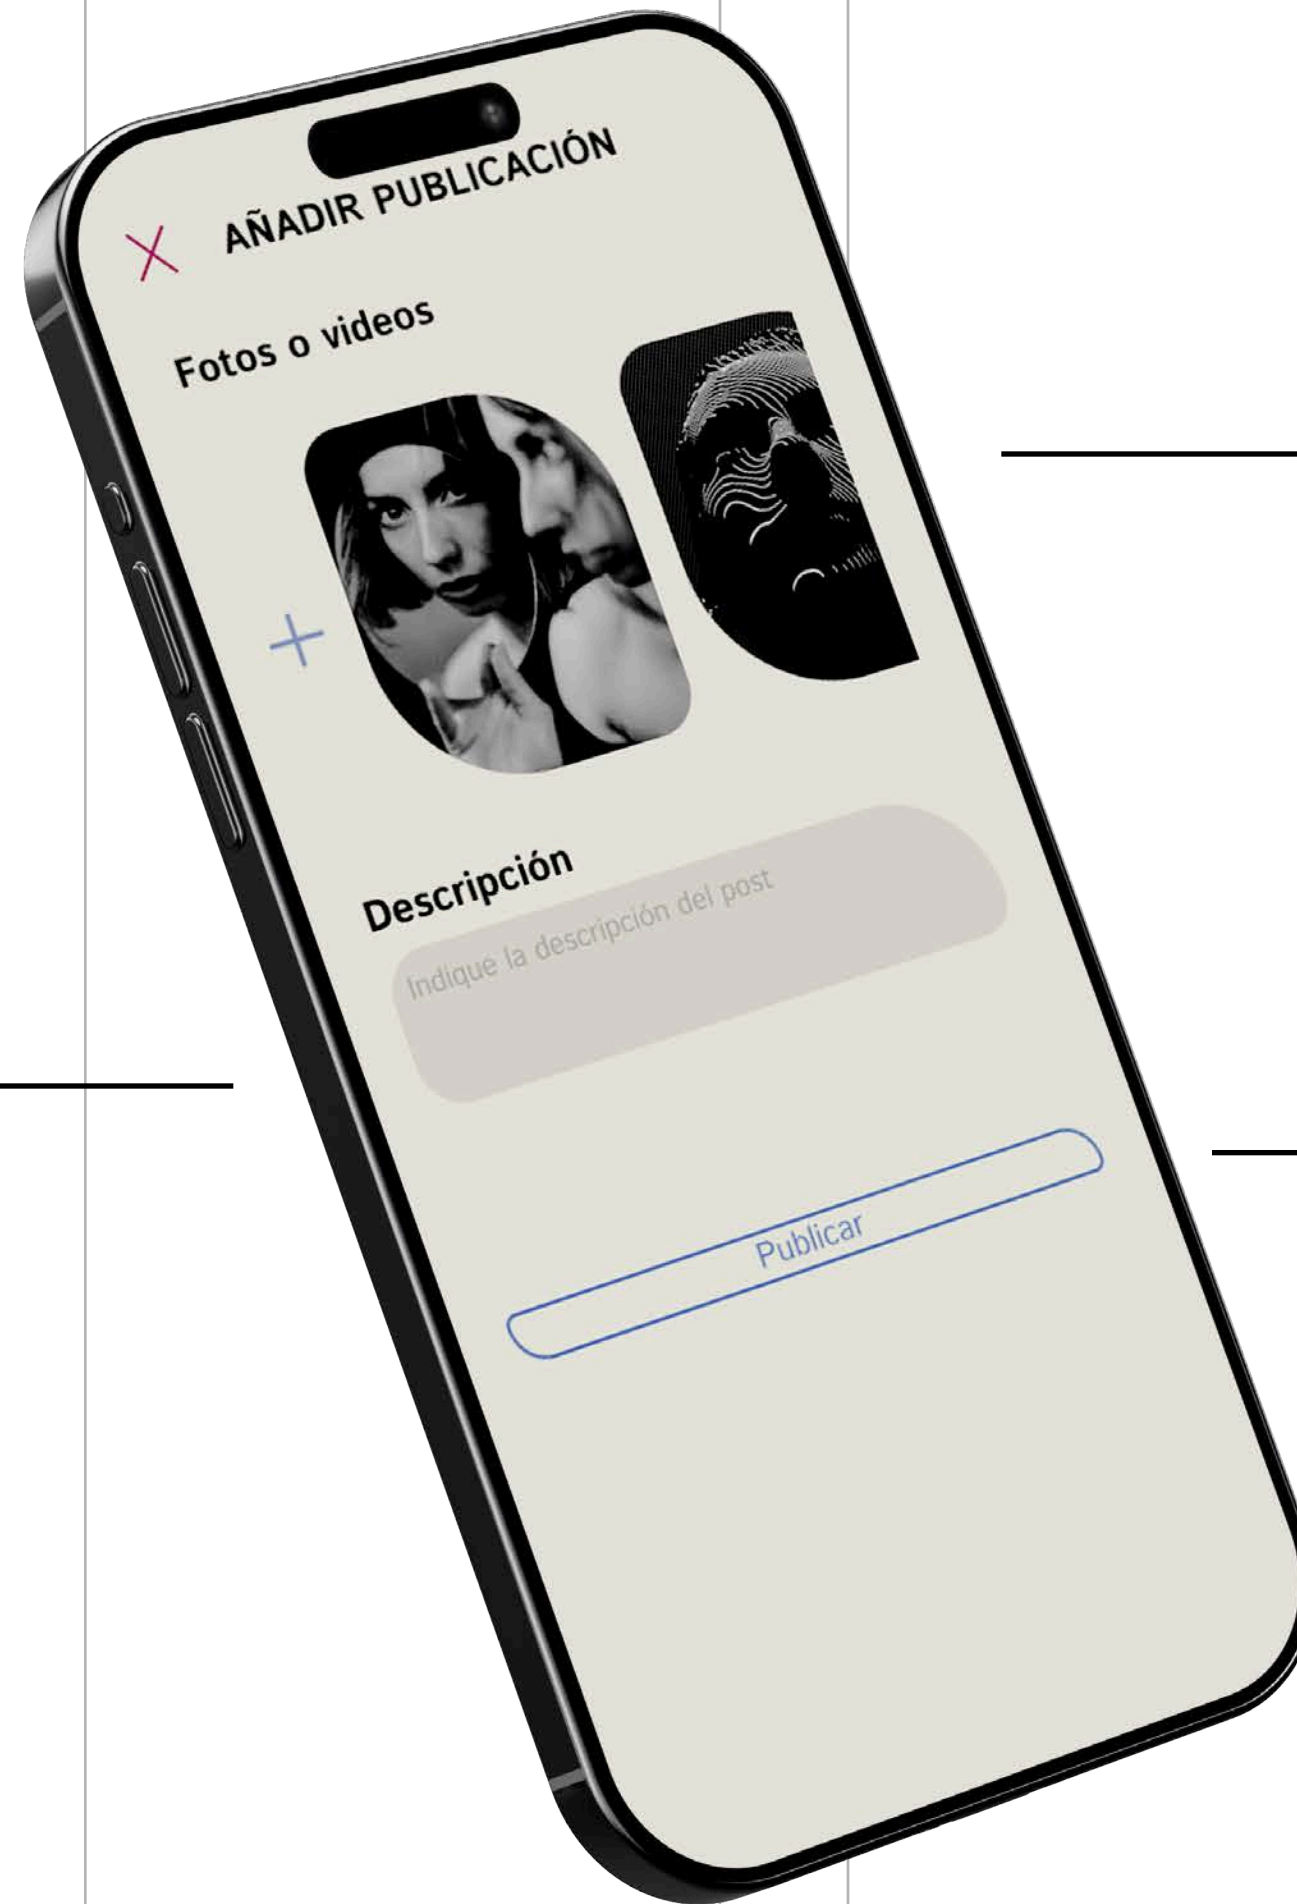 AÑADIR PUBLICACIÓN
Fotos o videos
Descripción
Indique la descripción del post
Publicar